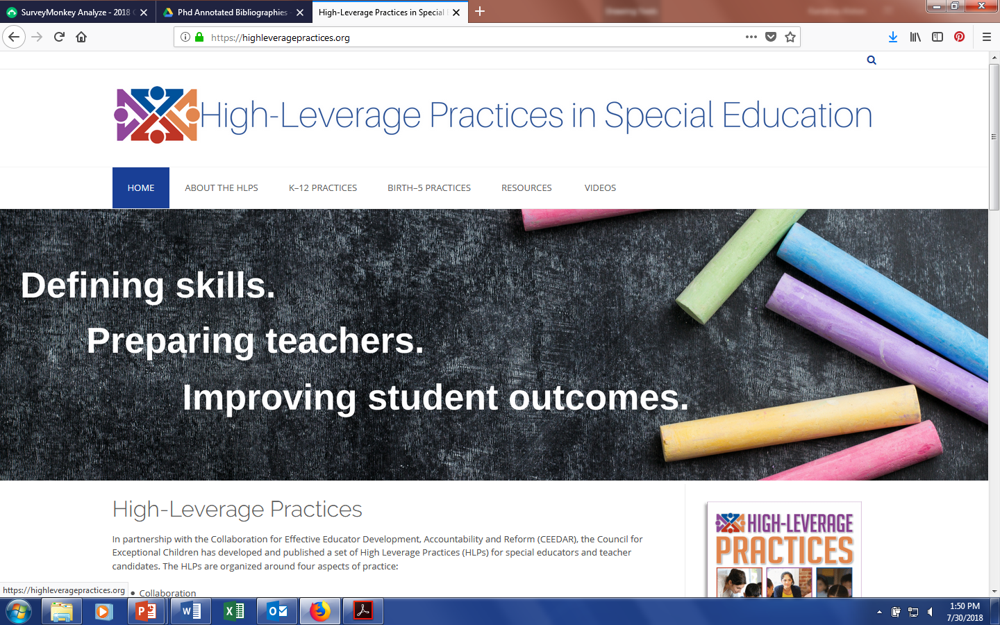 SurveyMonkey Analyze - 2018
Phd Annotated Bibliographies
High-Leverage Practices in Special
https://highleveragepractices.org
High-Leverage Practices in Special Education
HOME
ABOUT THE HLPS
K–12 PRACTICES
BIRTH–5 PRACTICES
RESOURCES
VIDEOS
Defining skills.
Preparing teachers.
Improving student outcomes.
High-Leverage Practices
In partnership with the Collaboration for Effective Educator Development, Accountability and Reform (CEEDAR), the Council for
Exceptional Children has developed and published a set of High Leverage Practices (HLPs) for special educators and teacher
candidates. The HLPs are organized around four aspects of practice:
Collaboration
HIGH-LEVERAGE
PRACTICES
https://highleveragepractices.org
1:50 PM
7/30/2018